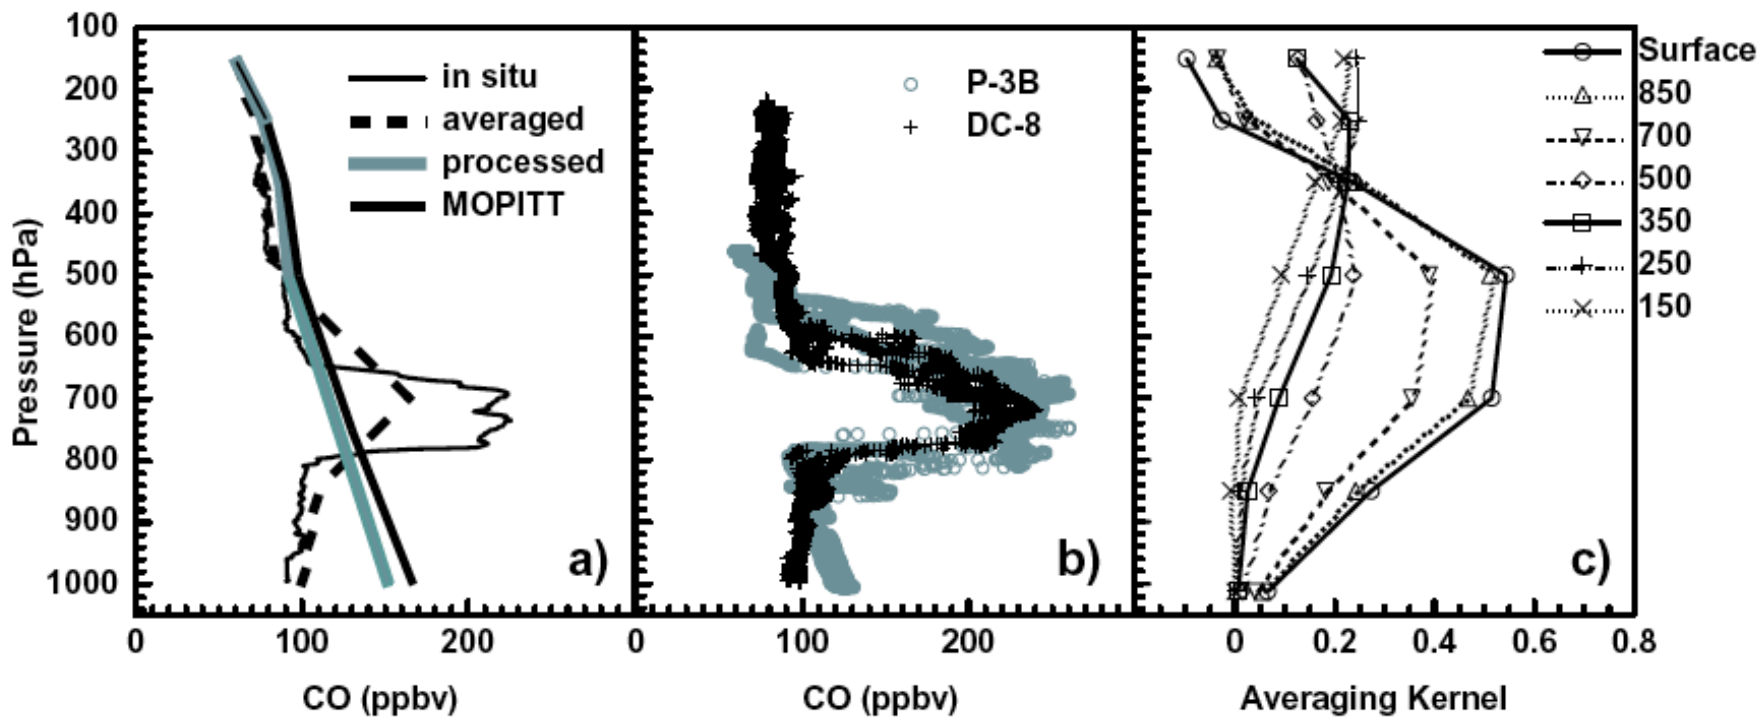 Pressure (hPa)
100
200
300
400
500
600
700
800
900
1000
in situ
averaged
processed
MOPITT
a)
0 100 200
CO (ppbv)
P-3B
DC-8
b)
0 100 200
CO (ppbv)
Surface
850
700
500
350
250
150
c)
0 0.2 0.4 0.6 0.8
Averaging Kernel